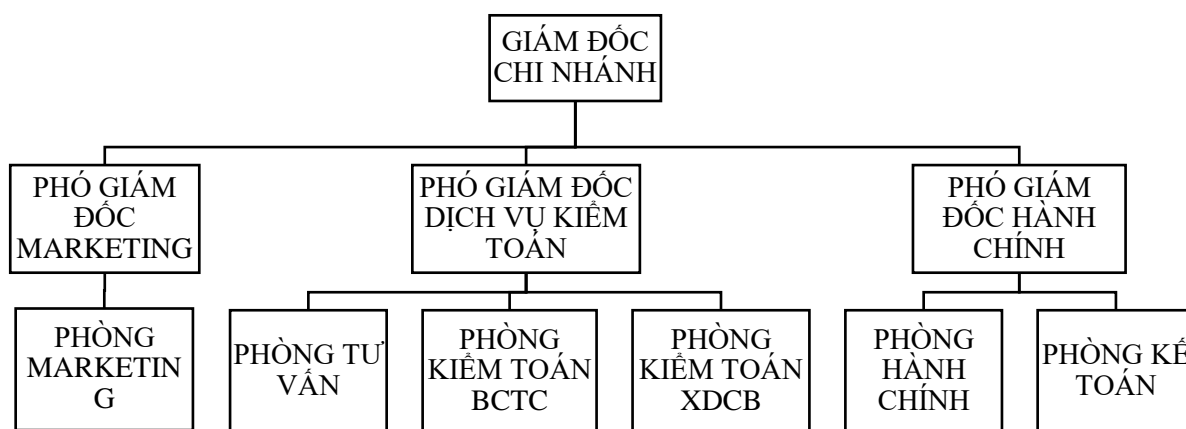 GIÁM ĐỐC
CHI NHÁNH
PHÓ GIÁM
ĐỐC
MARKETING
PHÓ GIÁM ĐỐC
DỊCH VỤ KIỂM
TOÁN
PHÓ GIÁM
ĐỐC HÀNH
CHÍNH
PHÒNG
MARKETIN
G
PHÒNG TƯ
VẤN
PHÒNG
KIỂM TOÁN
BCTC
PHÒNG
KIỂM TOÁN
XDCB
PHÒNG
HÀNH
CHÍNH
PHÒNG KẾ
TOÁN